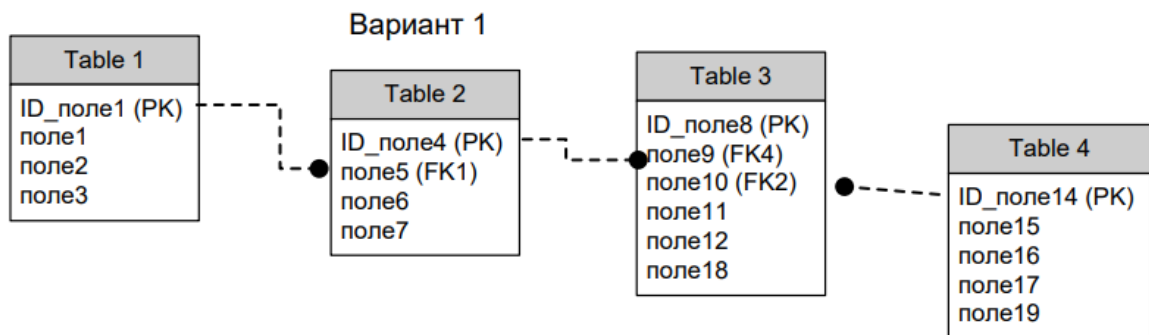 Вариант 1
Table 1
ID_поле1 (PK)
поле1
поле2
поле3
Table 2
ID_поле4 (PK)
поле5 (FK1)
поле6
поле7
Table 3
ID_поле8 (PK)
поле9 (FK4)
поле10 (FK2)
поле11
поле12
поле18
Table 4
ID_поле14 (PK)
поле15
поле16
поле17
поле19